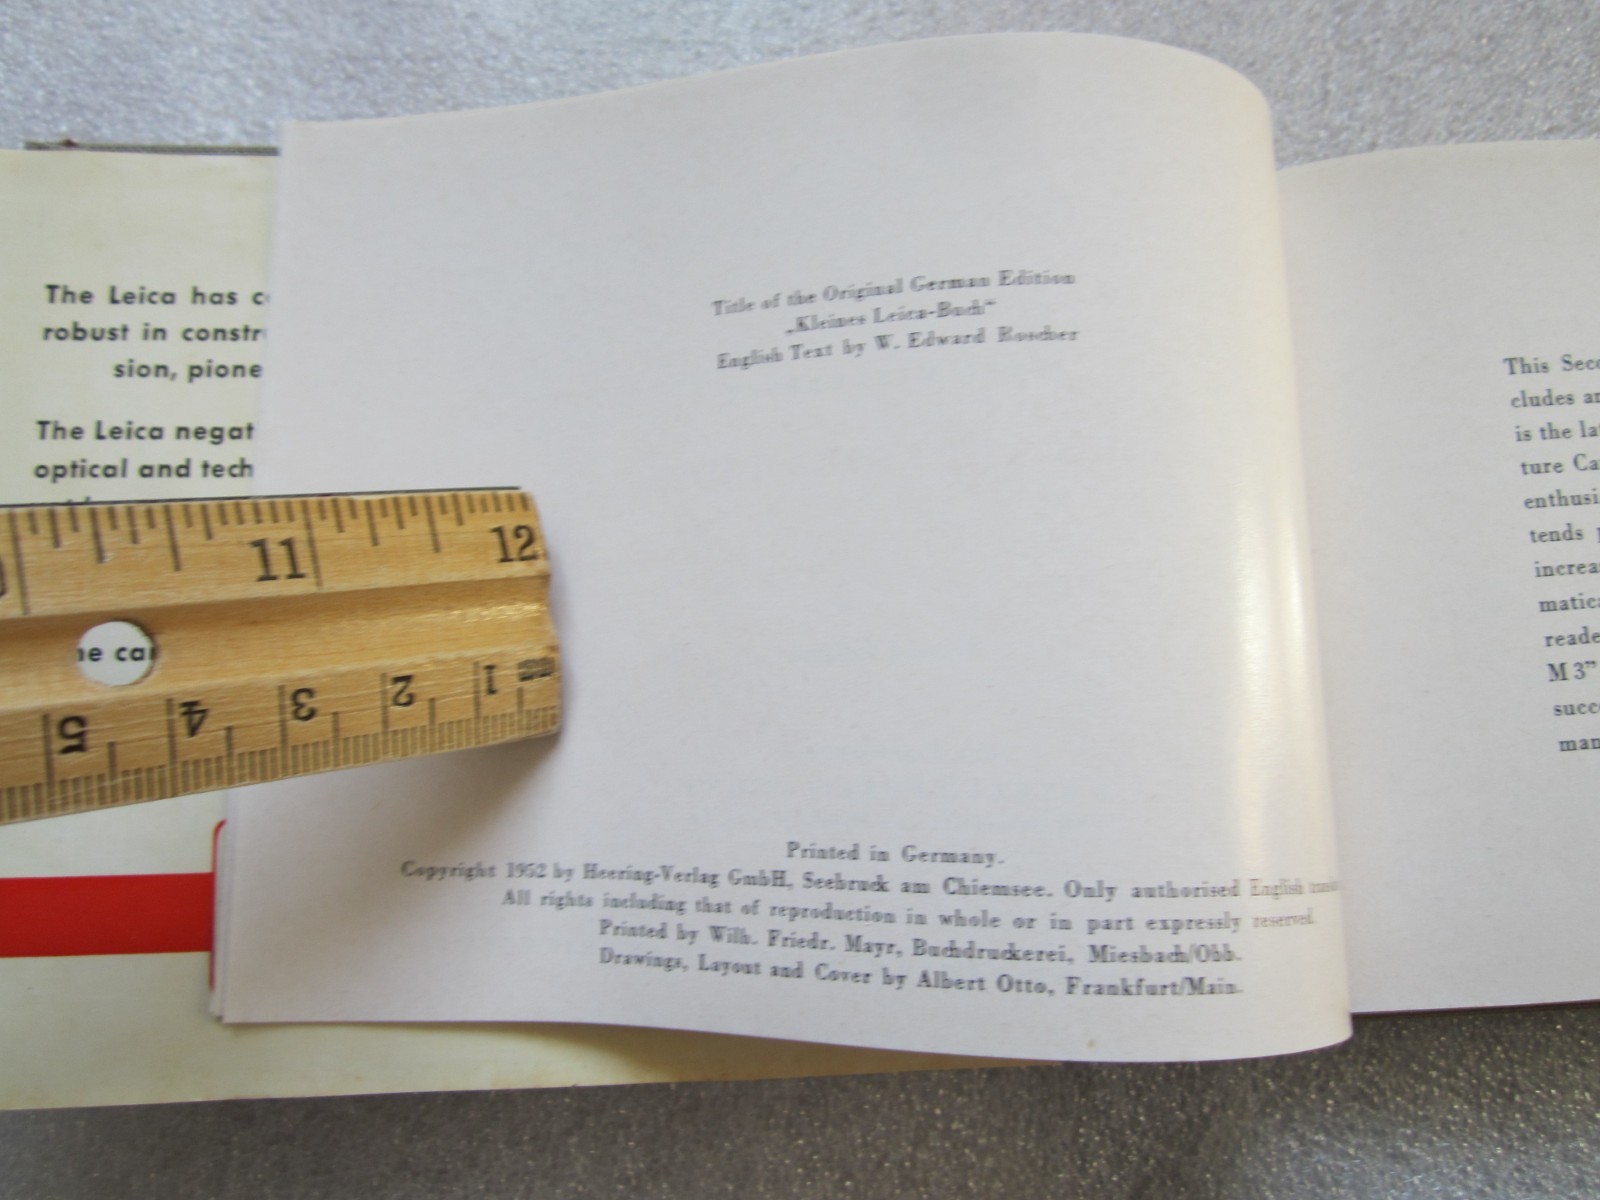 The Leica has
robust in constr
sion, pione
The Leica negat
optical and tech
11 12
e ca
5 4 3 2 1
Title of the Original German Edition
„Kleines Leica-Buch“
English Text by W. Edward Roscher
Printed in Germany.
Copyright 1952 by Heering-Verlag GmbH, Seebruck am Chiemsee. Only authorised English
All rights including that of reproduction in whole or in part expressly reserved.
Printed by Wilh. Friedr. Mayr, Buchdruckerei, Miesbach/Obb.
Drawings, Layout and Cover by Albert Otto, Frankfurt/Main.
This Seco
cludes a
is the la
ture Ca
enthusi
tends
increa
matica
reade
M 3”
succ
man